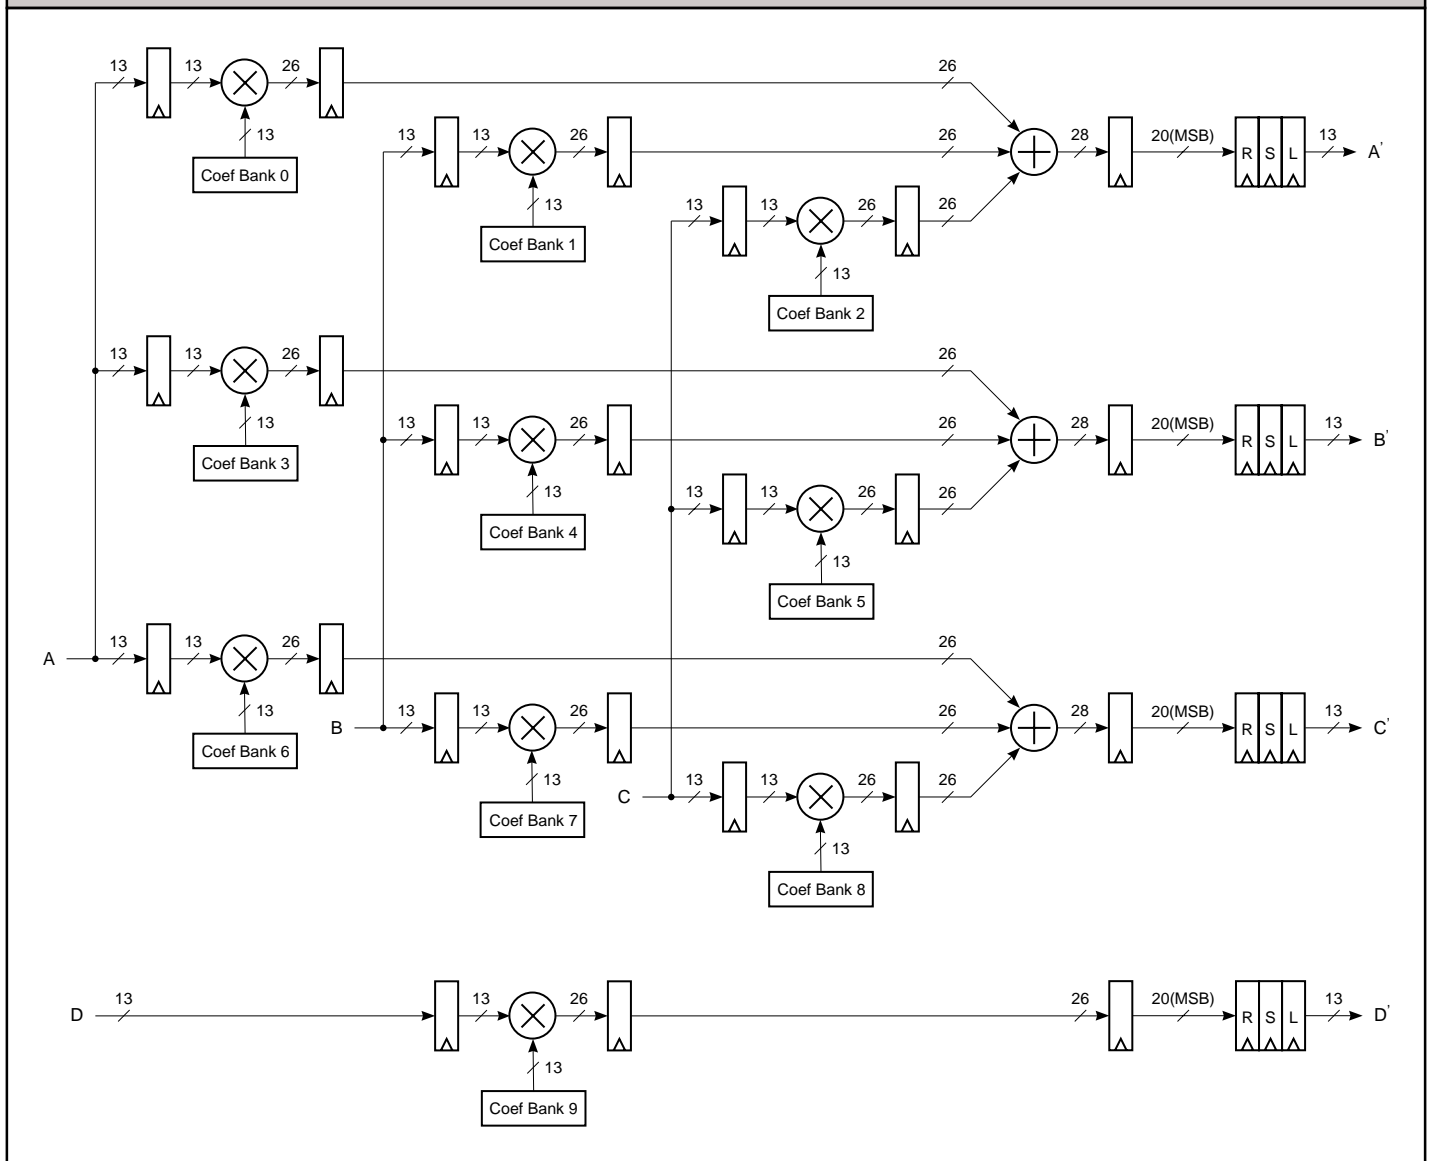 13 13 26 26
13
Coef Bank 0
13 13 26 26 28 20(MSB) R S L 13 A'
13
Coef Bank 1
13 13 26 26
13
Coef Bank 2
13 13 26 26
13
Coef Bank 3
13 13 26 26 28 20(MSB) R S L 13 B'
13
Coef Bank 4
13 13 26 26
13
Coef Bank 5
A 13 13 26 26
13
Coef Bank 6
B 13 13 26 26 28 20(MSB) R S L 13 C'
13
Coef Bank 7
C 13 13 26 26
13
Coef Bank 8
D 13 13 26 26 20(MSB) R S L 13 D'
13
Coef Bank 9